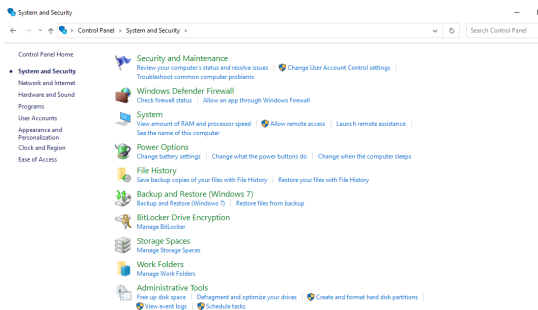 System and Security
Control Panel › System and Security ›
Search Control Panel
Control Panel Home
System and Security
Network and Internet
Hardware and Sound
Programs
User Accounts
Appearance and
Personalization
Clock and Region
Ease of Access
Security and Maintenance
Review your computer's status and resolve issues | Change User Account Control settings |
Troubleshoot common computer problems
Windows Defender Firewall
Check firewall status | Allow an app through Windows Firewall
System
View amount of RAM and processor speed | Allow remote access | Launch remote assistance |
See the name of this computer
Power Options
Change battery settings | Change what the power buttons do | Change when the computer sleeps
File History
Save backup copies of your files with File History | Restore your files with File History
Backup and Restore (Windows 7)
Backup and Restore (Windows 7) | Restore files from backup
BitLocker Drive Encryption
Manage BitLocker
Storage Spaces
Manage Storage Spaces
Work Folders
Manage Work Folders
Administrative Tools
Free up disk space | Defragment and optimize your drives | Create and format hard disk partitions |
View event logs | Schedule tasks